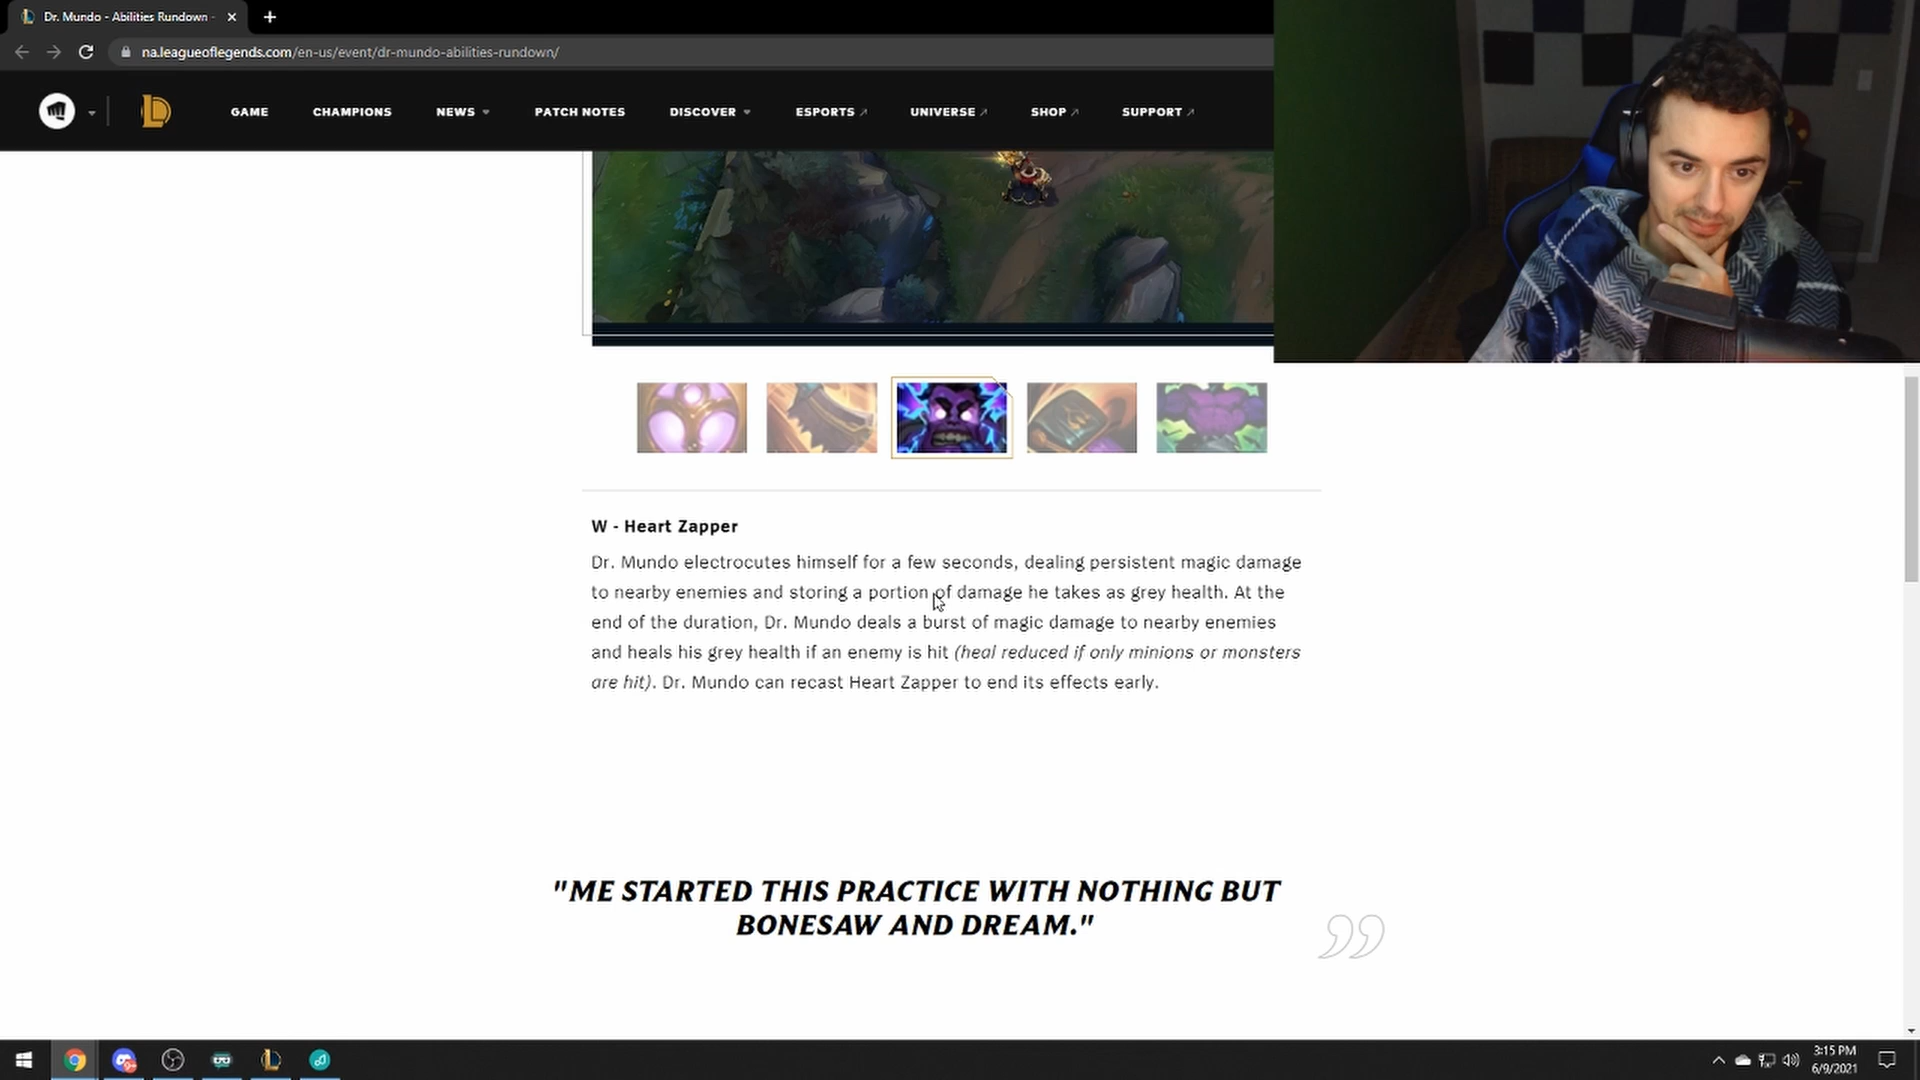 Dr. Mundo - Abilities Rundown -
na.leagueoflegends.com/en-us/event/dr-mundo-abilities-rundown/
GAME CHAMPIONS NEWS PATCH NOTES DISCOVER ESPORTS UNIVERSE SHOP SUPPORT
W - Heart Zapper
Dr. Mundo electrocutes himself for a few seconds, dealing persistent magic damage
to nearby enemies and storing a portion of damage he takes as grey health. At the
end of the duration, Dr. Mundo deals a burst of magic damage to nearby enemies
and heals his grey health if an enemy is hit (heal reduced if only minions or monsters
are hit). Dr. Mundo can recast Heart Zapper to end its effects early.
"ME STARTED THIS PRACTICE WITH NOTHING BUT
BONESAW AND DREAM."
9+
3:15 PM
6/9/2021